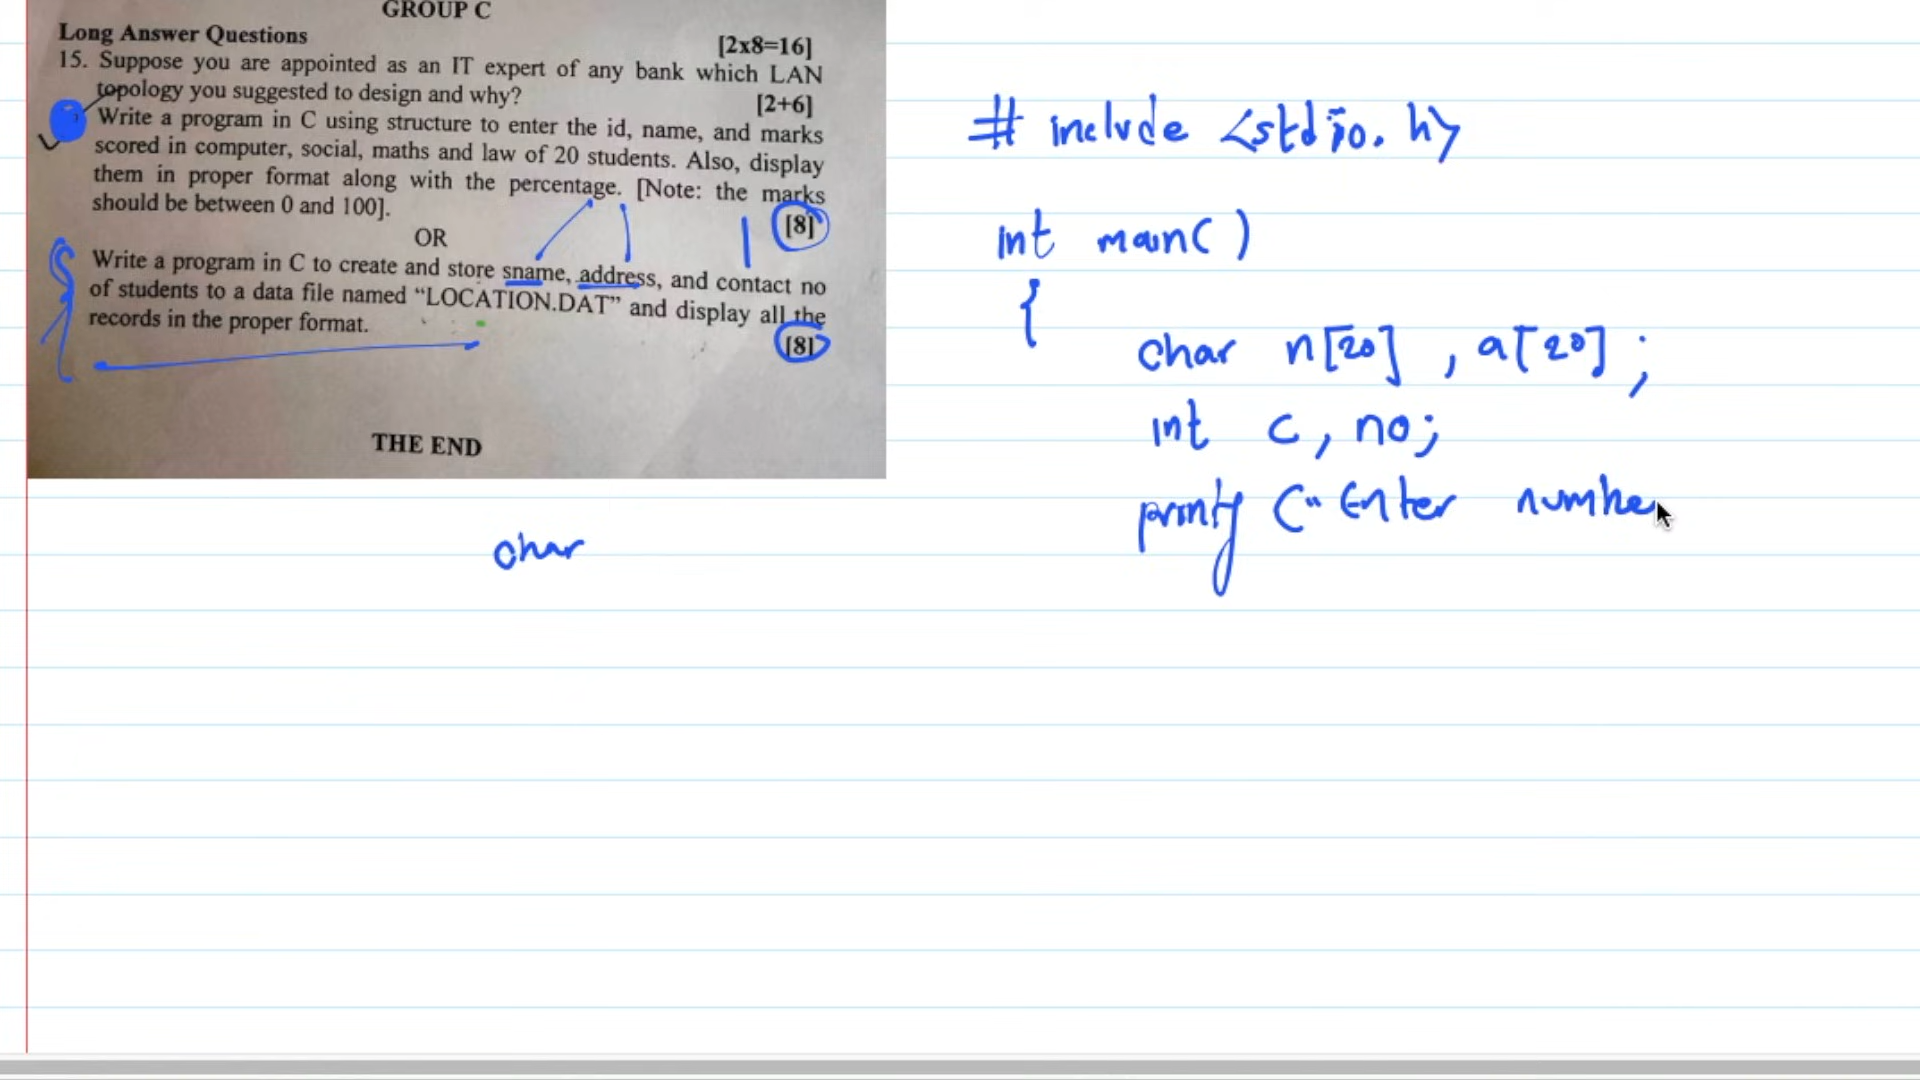 GROUP C
Long Answer Questions
[2x8=16]
15. Suppose you are appointed as an IT expert of any bank which LAN
topology you suggested to design and why? [2+6]
Write a program in C using structure to enter the id, name, and marks
scored in computer, social, maths and law of 20 students. Also, display
them in proper format along with the percentage. [Note: the marks
should be between 0 and 100]. [8]
OR
Write a program in C to create and store sname, address, and contact no
of students to a data file named “LOCATION.DAT” and display all the
records in the proper format. [8]
THE END
char
# include <stdio.h>
int main()
{
char n[20], a[20];
int c, no;
printf (" Enter numbe